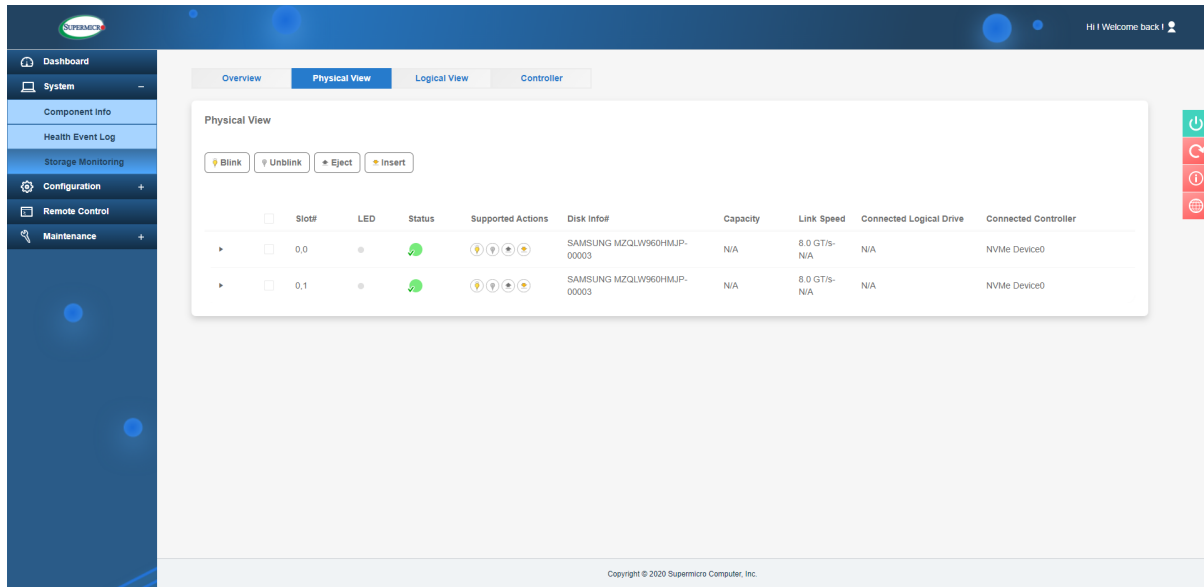 SUPERMICR
Hi ! Welcome back !
Dashboard
System −
Component Info
Health Event Log
Storage Monitoring
Configuration +
Remote Control
Maintenance +
Overview Physical View Logical View Controller
Physical View
Blink Unblink Eject Insert
Slot# LED Status Supported Actions Disk Info# Capacity Link Speed Connected Logical Drive Connected Controller
0,0 SAMSUNG MZQLW960HMJP-00003 N/A 8.0 GT/s-N/A N/A NVMe Device0
0,1 SAMSUNG MZQLW960HMJP-00003 N/A 8.0 GT/s-N/A N/A NVMe Device0
Copyright © 2020 Supermicro Computer, Inc.